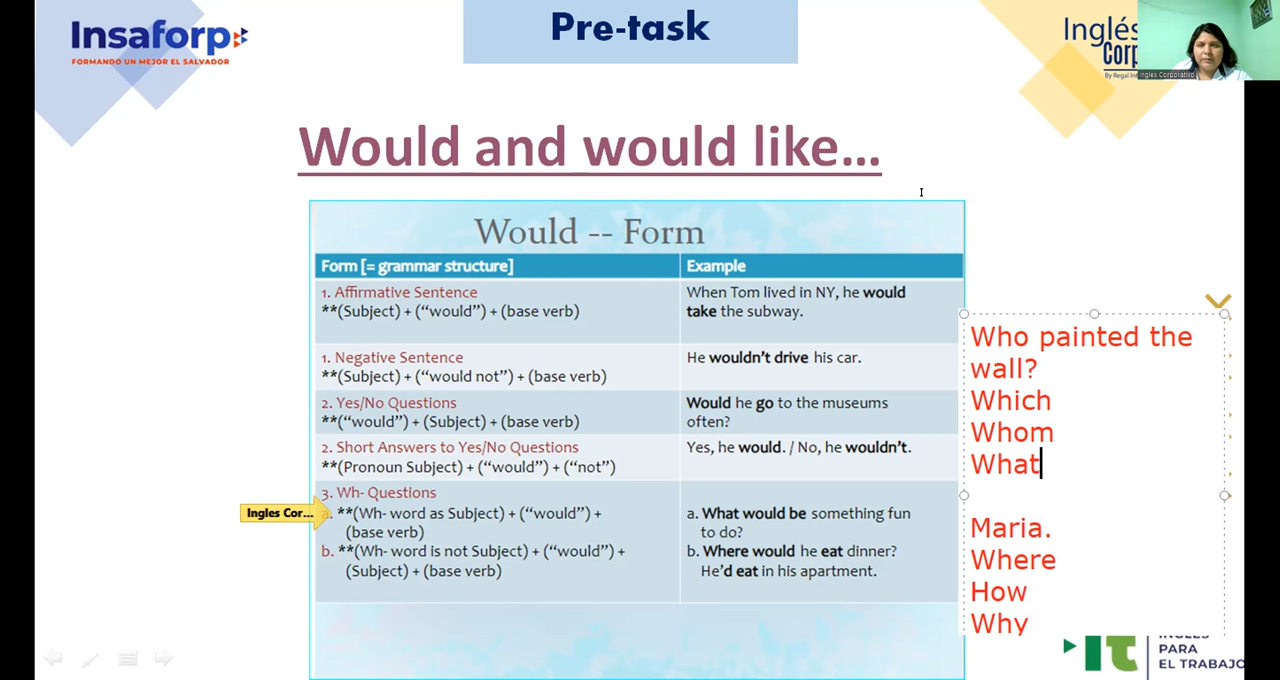 Insaforp
FORMANDO UN MEJOR EL SALVADOR
Pre-task
Inglés
Corp
Ingles Corporativo
Would and would like...
Would -- Form
Form [= grammar structure]
Example
1. Affirmative Sentence
**(Subject) + (“would”) + (base verb)
When Tom lived in NY, he would
take the subway.
1. Negative Sentence
**(Subject) + (“would not”) + (base verb)
He wouldn’t drive his car.
2. Yes/No Questions
**(“would”) + (Subject) + (base verb)
Would he go to the museums
often?
2. Short Answers to Yes/No Questions
**(Pronoun Subject) + (“would”) + (“not”)
Yes, he would. / No, he wouldn’t.
3. Wh- Questions
Ingles Cor...
a. **(Wh- word as Subject) + (“would”) +
(base verb)
b. **(Wh- word is not Subject) + (“would”) +
(Subject) + (base verb)
a. What would be something fun
to do?
b. Where would he eat dinner?
He’d eat in his apartment.
Who painted the
wall?
Which
Whom
What
Maria.
Where
How
Why
it
INGLÉS
PARA
EL TRABAJO